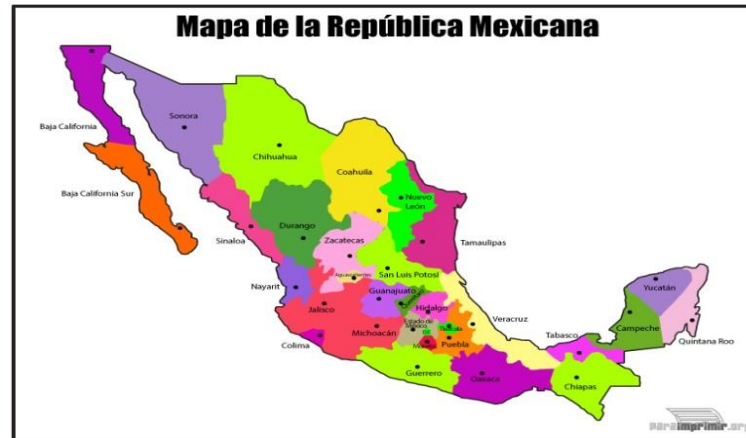 Mapa de la República Mexicana
Baja California
Sonora
Chihuahua
Coahuila
Baja California Sur
Nuevo
León
Sinaloa
Durango
Zacatecas
Tamaulipas
San Luis Potosí
Aguascalientes
Nayarit
Guanajuato
Jalisco
Hidalgo
Yucatán
Veracruz
Campeche
Estado de
México
Michoacán
Tlaxcala
Puebla
Colima
Tabasco
Quintana Roo
Guerrero
Oaxaca
Chiapas
paraimprimir.org